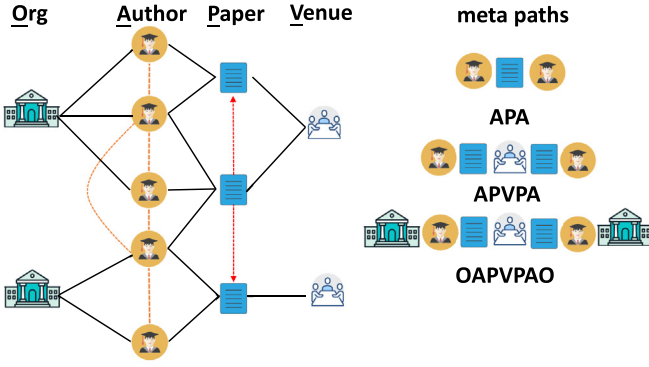 Org Author Paper Venue meta paths
APA
APVPA
OAPVPAO